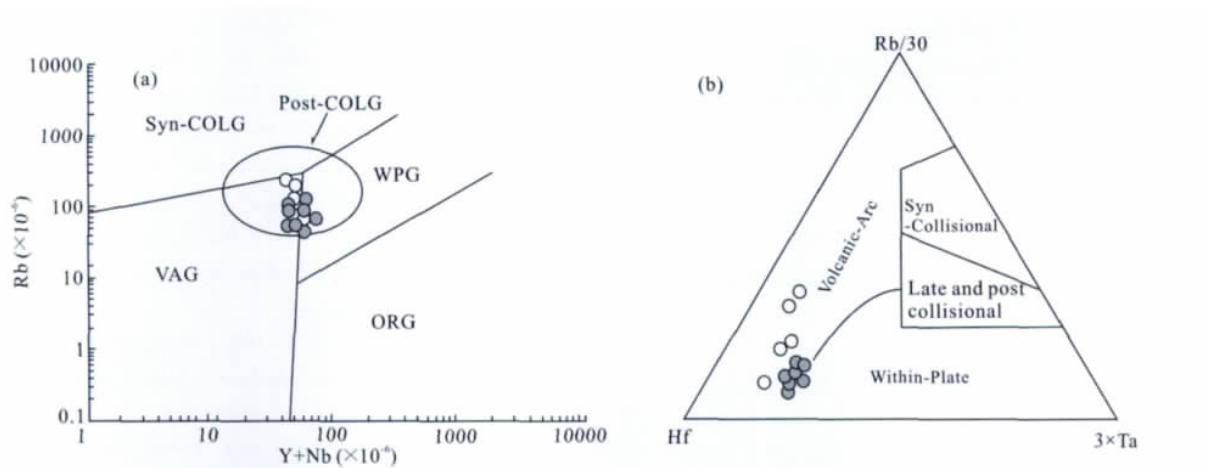 (a)
10000
1000
100
10
1
0.1
Rb (×10⁻⁶)
Syn-COLG
Post-COLG
WPG
VAG
ORG
1
10
100
1000
10000
Y+Nb (×10⁻⁶)
(b)
Rb/30
Volcanic-Arc
Syn
-Collisional
Late and post
collisional
Within-Plate
Hf
3×Ta